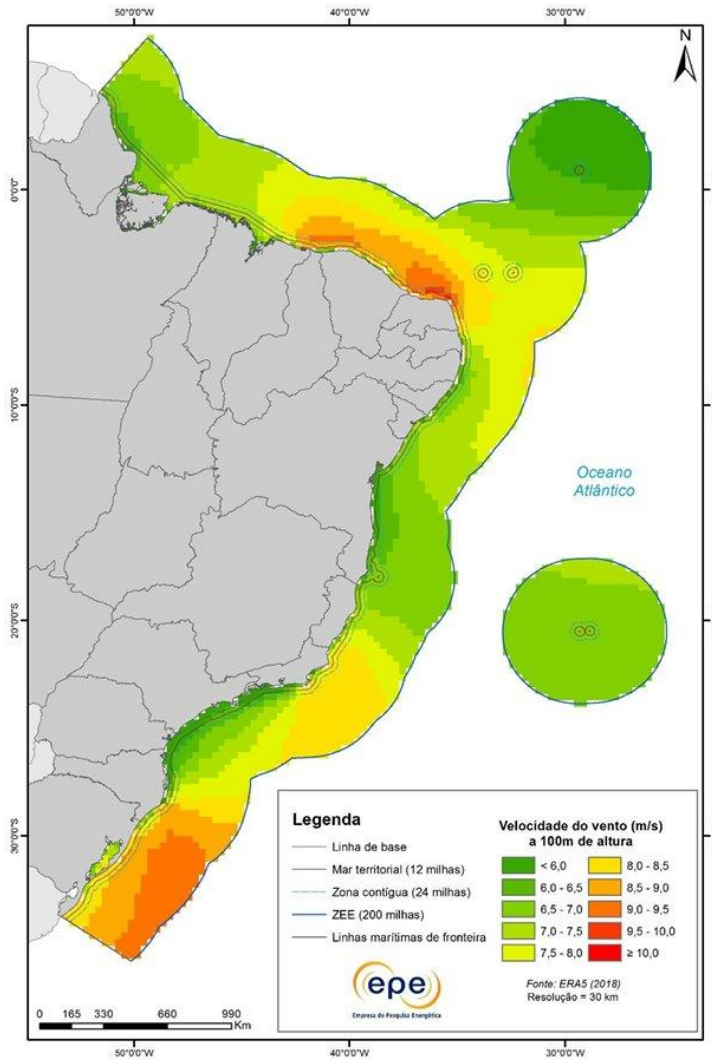 50°0'0"W 40°0'0"W 30°0'0"W
N
0°0'0"
10°0'0"S
20°0'0"S
30°0'0"S
Oceano
Atlântico
Legenda
Linha de base
Mar territorial (12 milhas)
Zona contígua (24 milhas)
ZEE (200 milhas)
Linhas marítimas de fronteira
epe
Empresa de Pesquisa Energética
Velocidade do vento (m/s)
a 100m de altura
< 6,0 8,0 - 8,5
6,0 - 6,5 8,5 - 9,0
6,5 - 7,0 9,0 - 9,5
7,0 - 7,5 9,5 - 10,0
7,5 - 8,0 ≥ 10,0
Fonte: ERA5 (2018)
Resolução = 30 km
0 165 330 660 990
Km
50°0'0"W 40°0'0"W 30°0'0"W